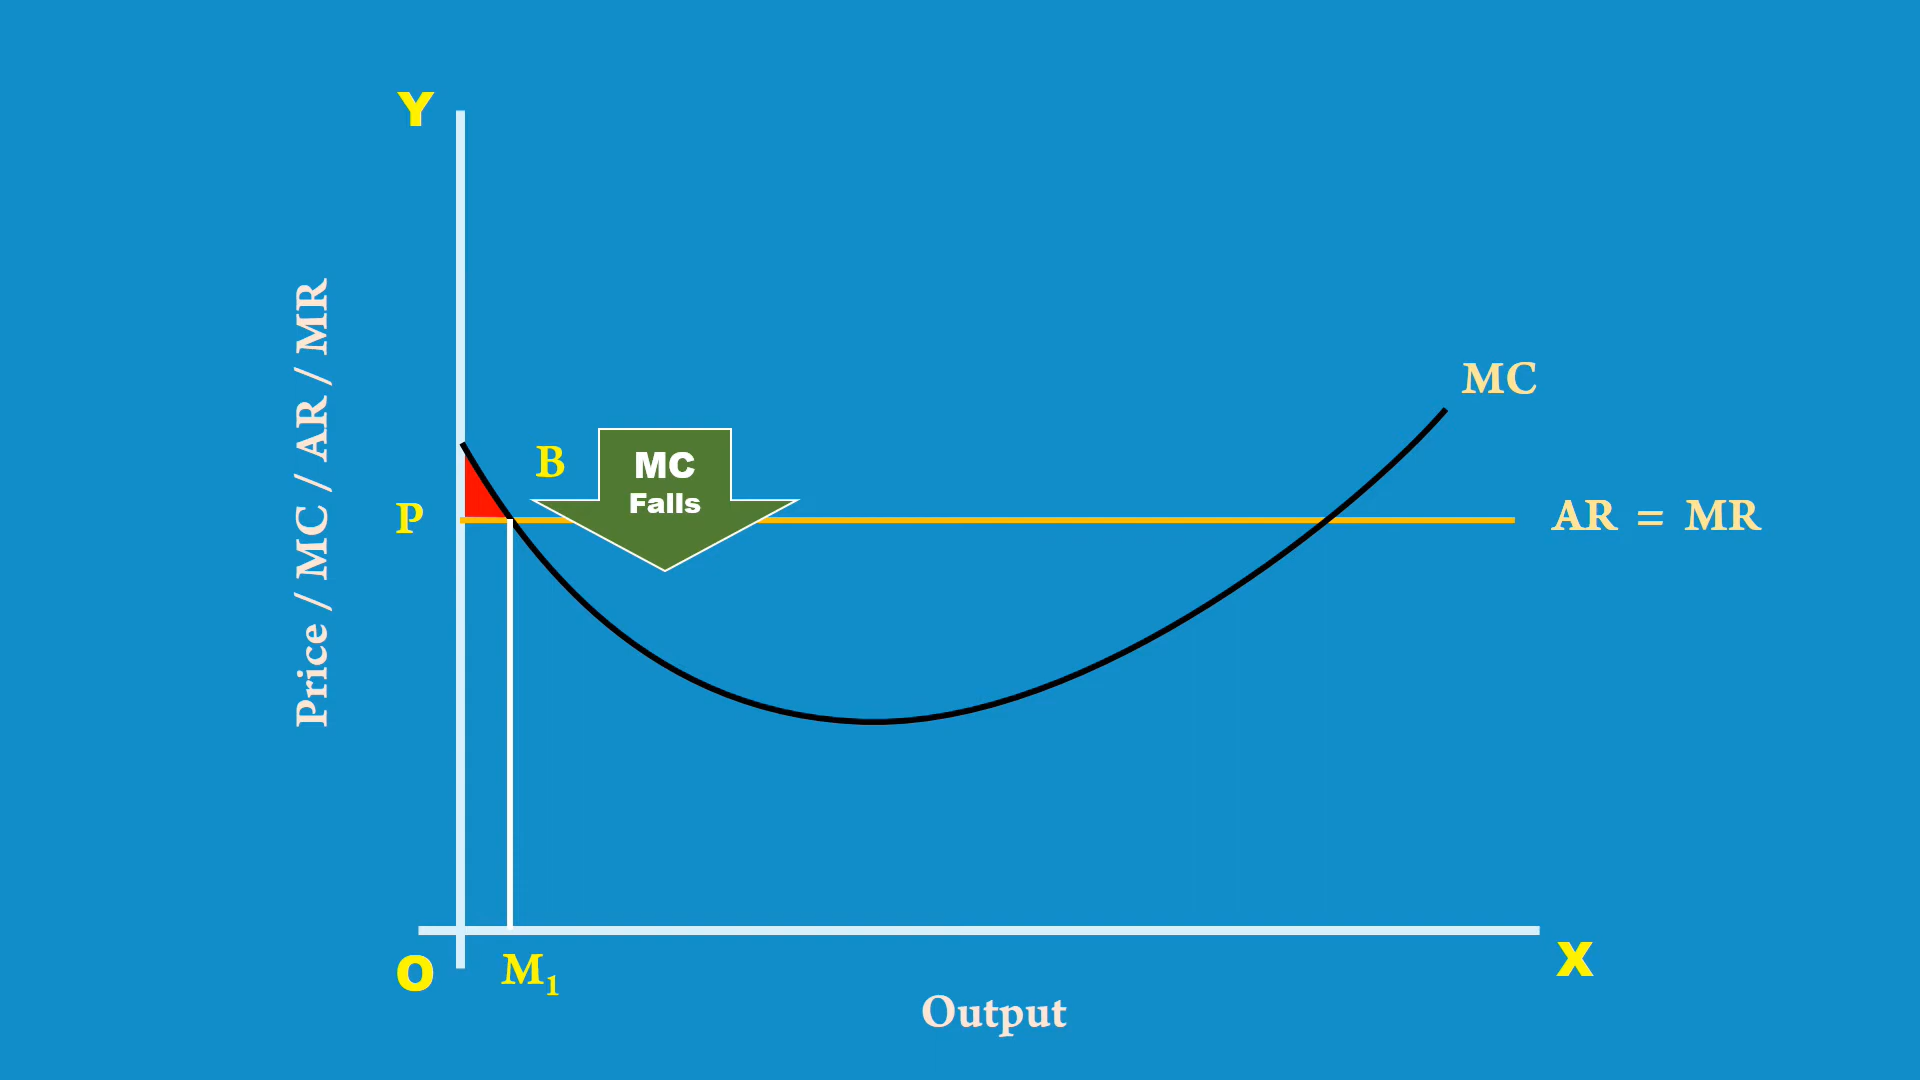 Y
Price / MC / AR / MR
MC
B
MC
Falls
P
AR = MR
O
M₁
X
Output